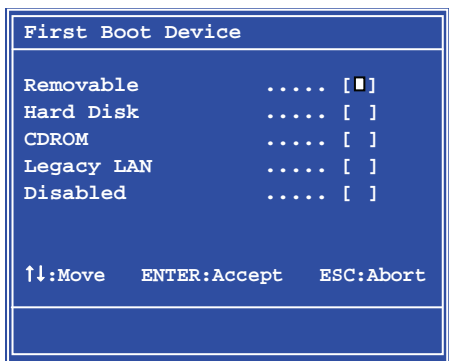 First Boot Device
Removable ..... [■]
Hard Disk ..... [ ]
CDROM ..... [ ]
Legacy LAN ..... [ ]
Disabled ..... [ ]
↑↓:Move ENTER:Accept ESC:Abort